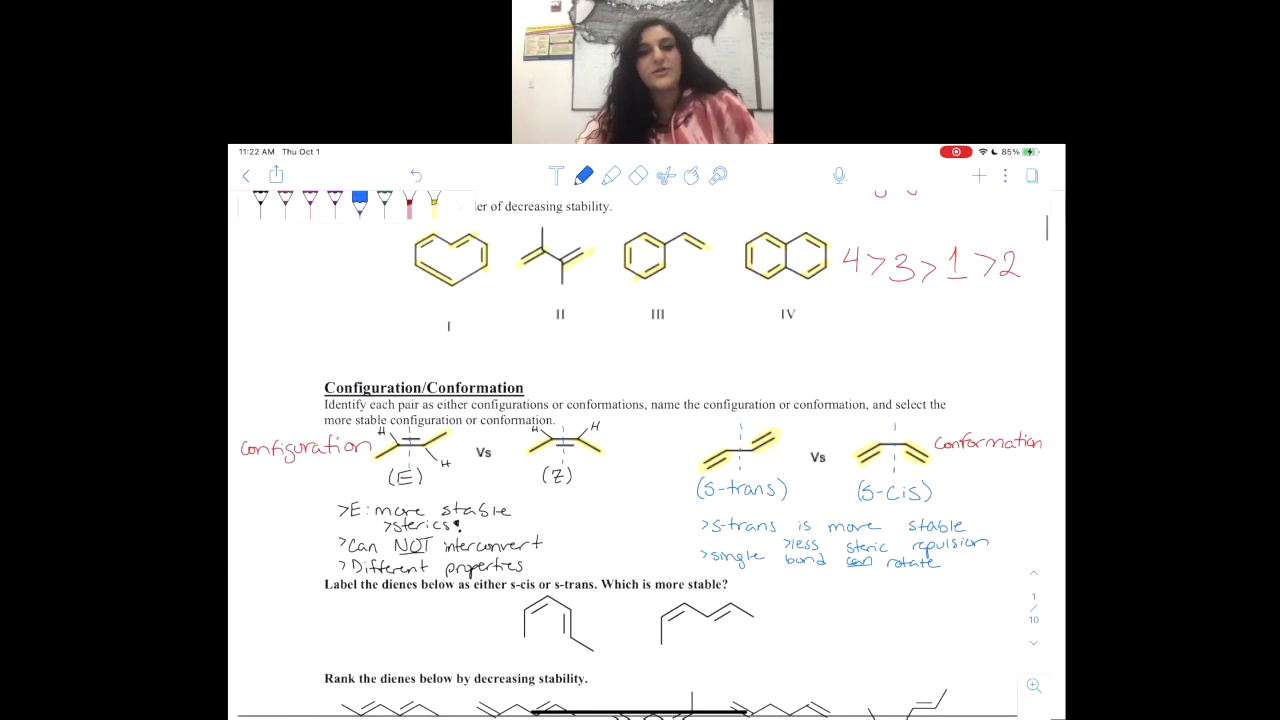 11:22 AM Thu Oct 1
85%
der of decreasing stability.
4>3>1>2
I
II
III
IV
Configuration/Conformation
Identify each pair as either configurations or conformations, name the configuration or conformation, and select the
more stable configuration or conformation.
configuration
H
H
(E)
Vs
H
H
(Z)
(S-trans)
Vs
(S-Cis)
conformation
>E: more stable
>sterics
>Can NOT interconvert
>Different properties
>S-trans is more stable
>less steric repulsion
>single bond can rotate
Label the dienes below as either s-cis or s-trans. Which is more stable?
1
/
10
Rank the dienes below by decreasing stability.